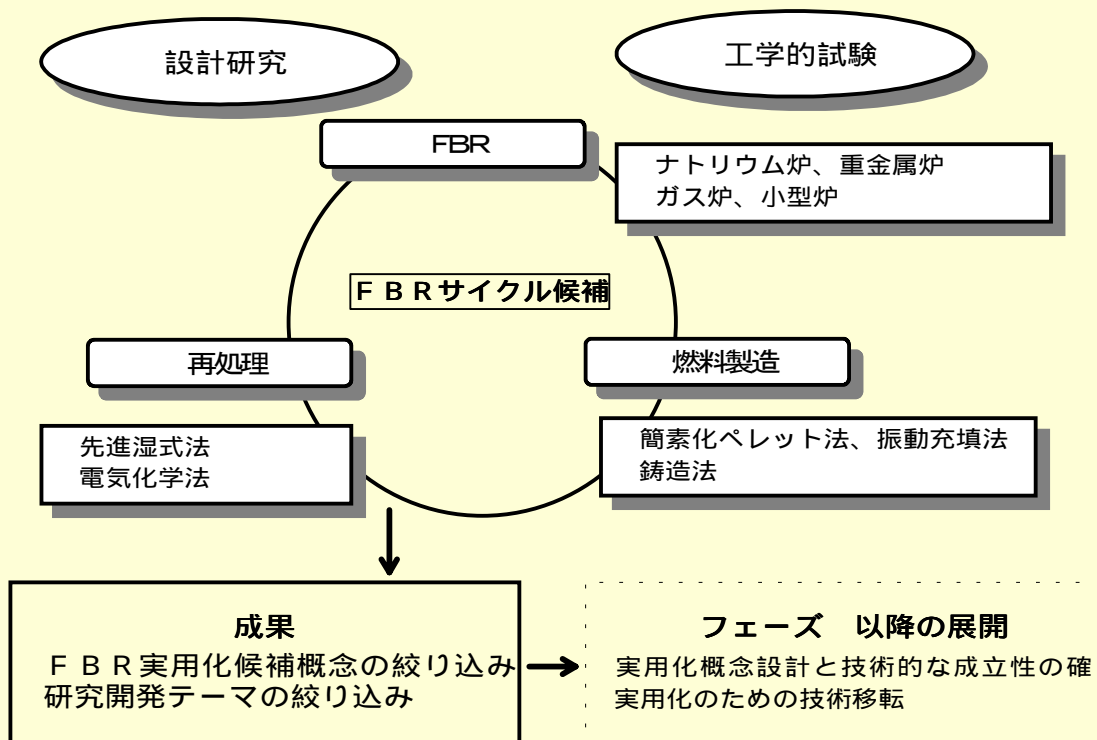 設計研究
工学的試験
FBR
ナトリウム炉、重金属炉
ガス炉、小型炉
ＦＢＲサイクル候補
再処理
燃料製造
先進湿式法
電気化学法
簡素化ペレット法、振動充填法
鋳造法
成果
ＦＢＲ実用化候補概念の絞り込み
研究開発テーマの絞り込み
フェーズ　以降の展開
実用化概念設計と技術的な成立性の確
実用化のための技術移転